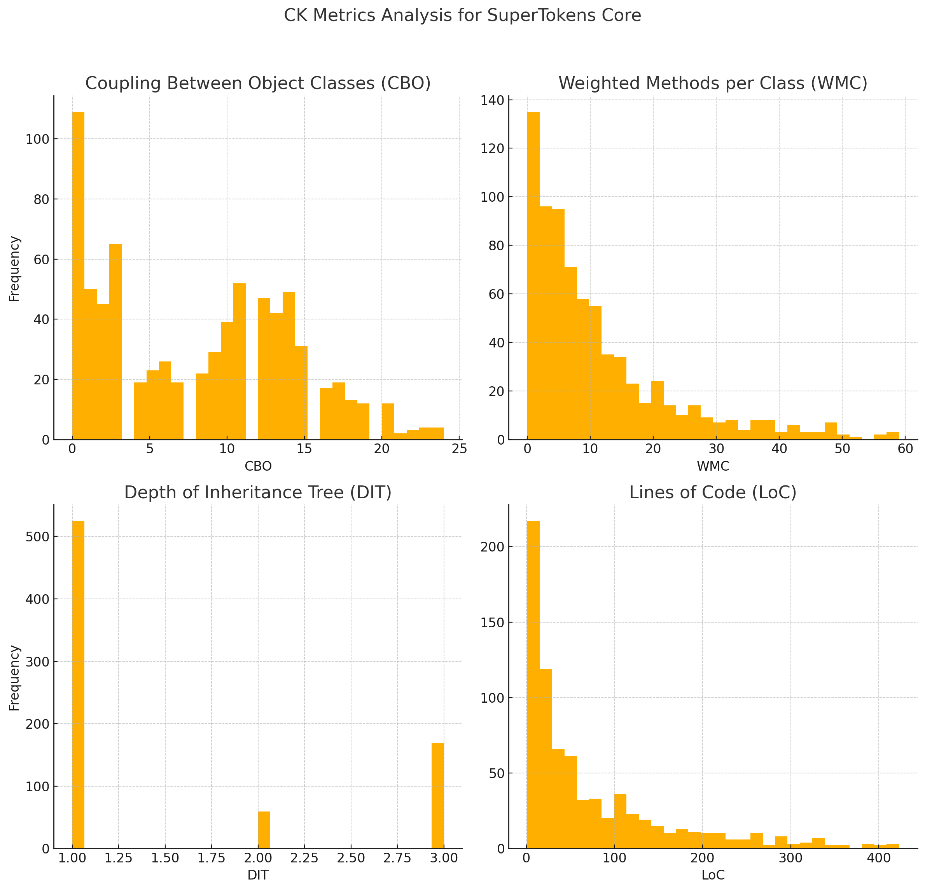 CK Metrics Analysis for SuperTokens Core
Coupling Between Object Classes (CBO)
Frequency
100
80
60
40
20
0
0 5 10 15 20 25
CBO
Weighted Methods per Class (WMC)
140
120
100
80
60
40
20
0
0 10 20 30 40 50 60
WMC
Depth of Inheritance Tree (DIT)
Frequency
500
400
300
200
100
0
1.00 1.25 1.50 1.75 2.00 2.25 2.50 2.75 3.00
DIT
Lines of Code (LoC)
200
150
100
50
0
0 100 200 300 400
LoC